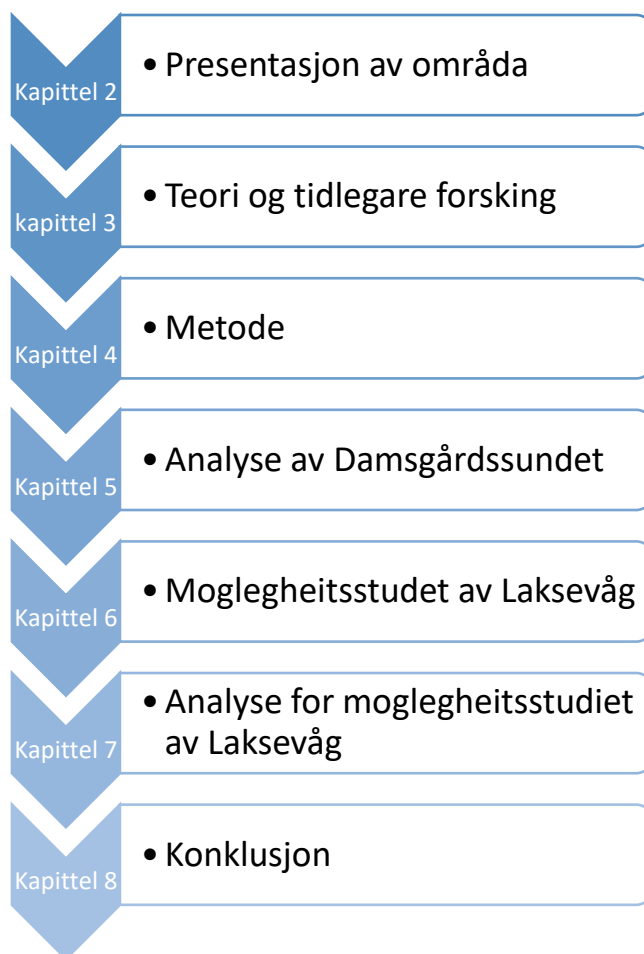 Kapittel 2
• Presentasjon av områda
kapittel 3
• Teori og tidlegare forsking
Kapittel 4
• Metode
Kapittel 5
• Analyse av Damsgårdssundet
Kapittel 6
• Moglegheitsstudet av Laksevåg
Kapittel 7
• Analyse for moglegheitsstudiet
av Laksevåg
Kapittel 8
• Konklusjon